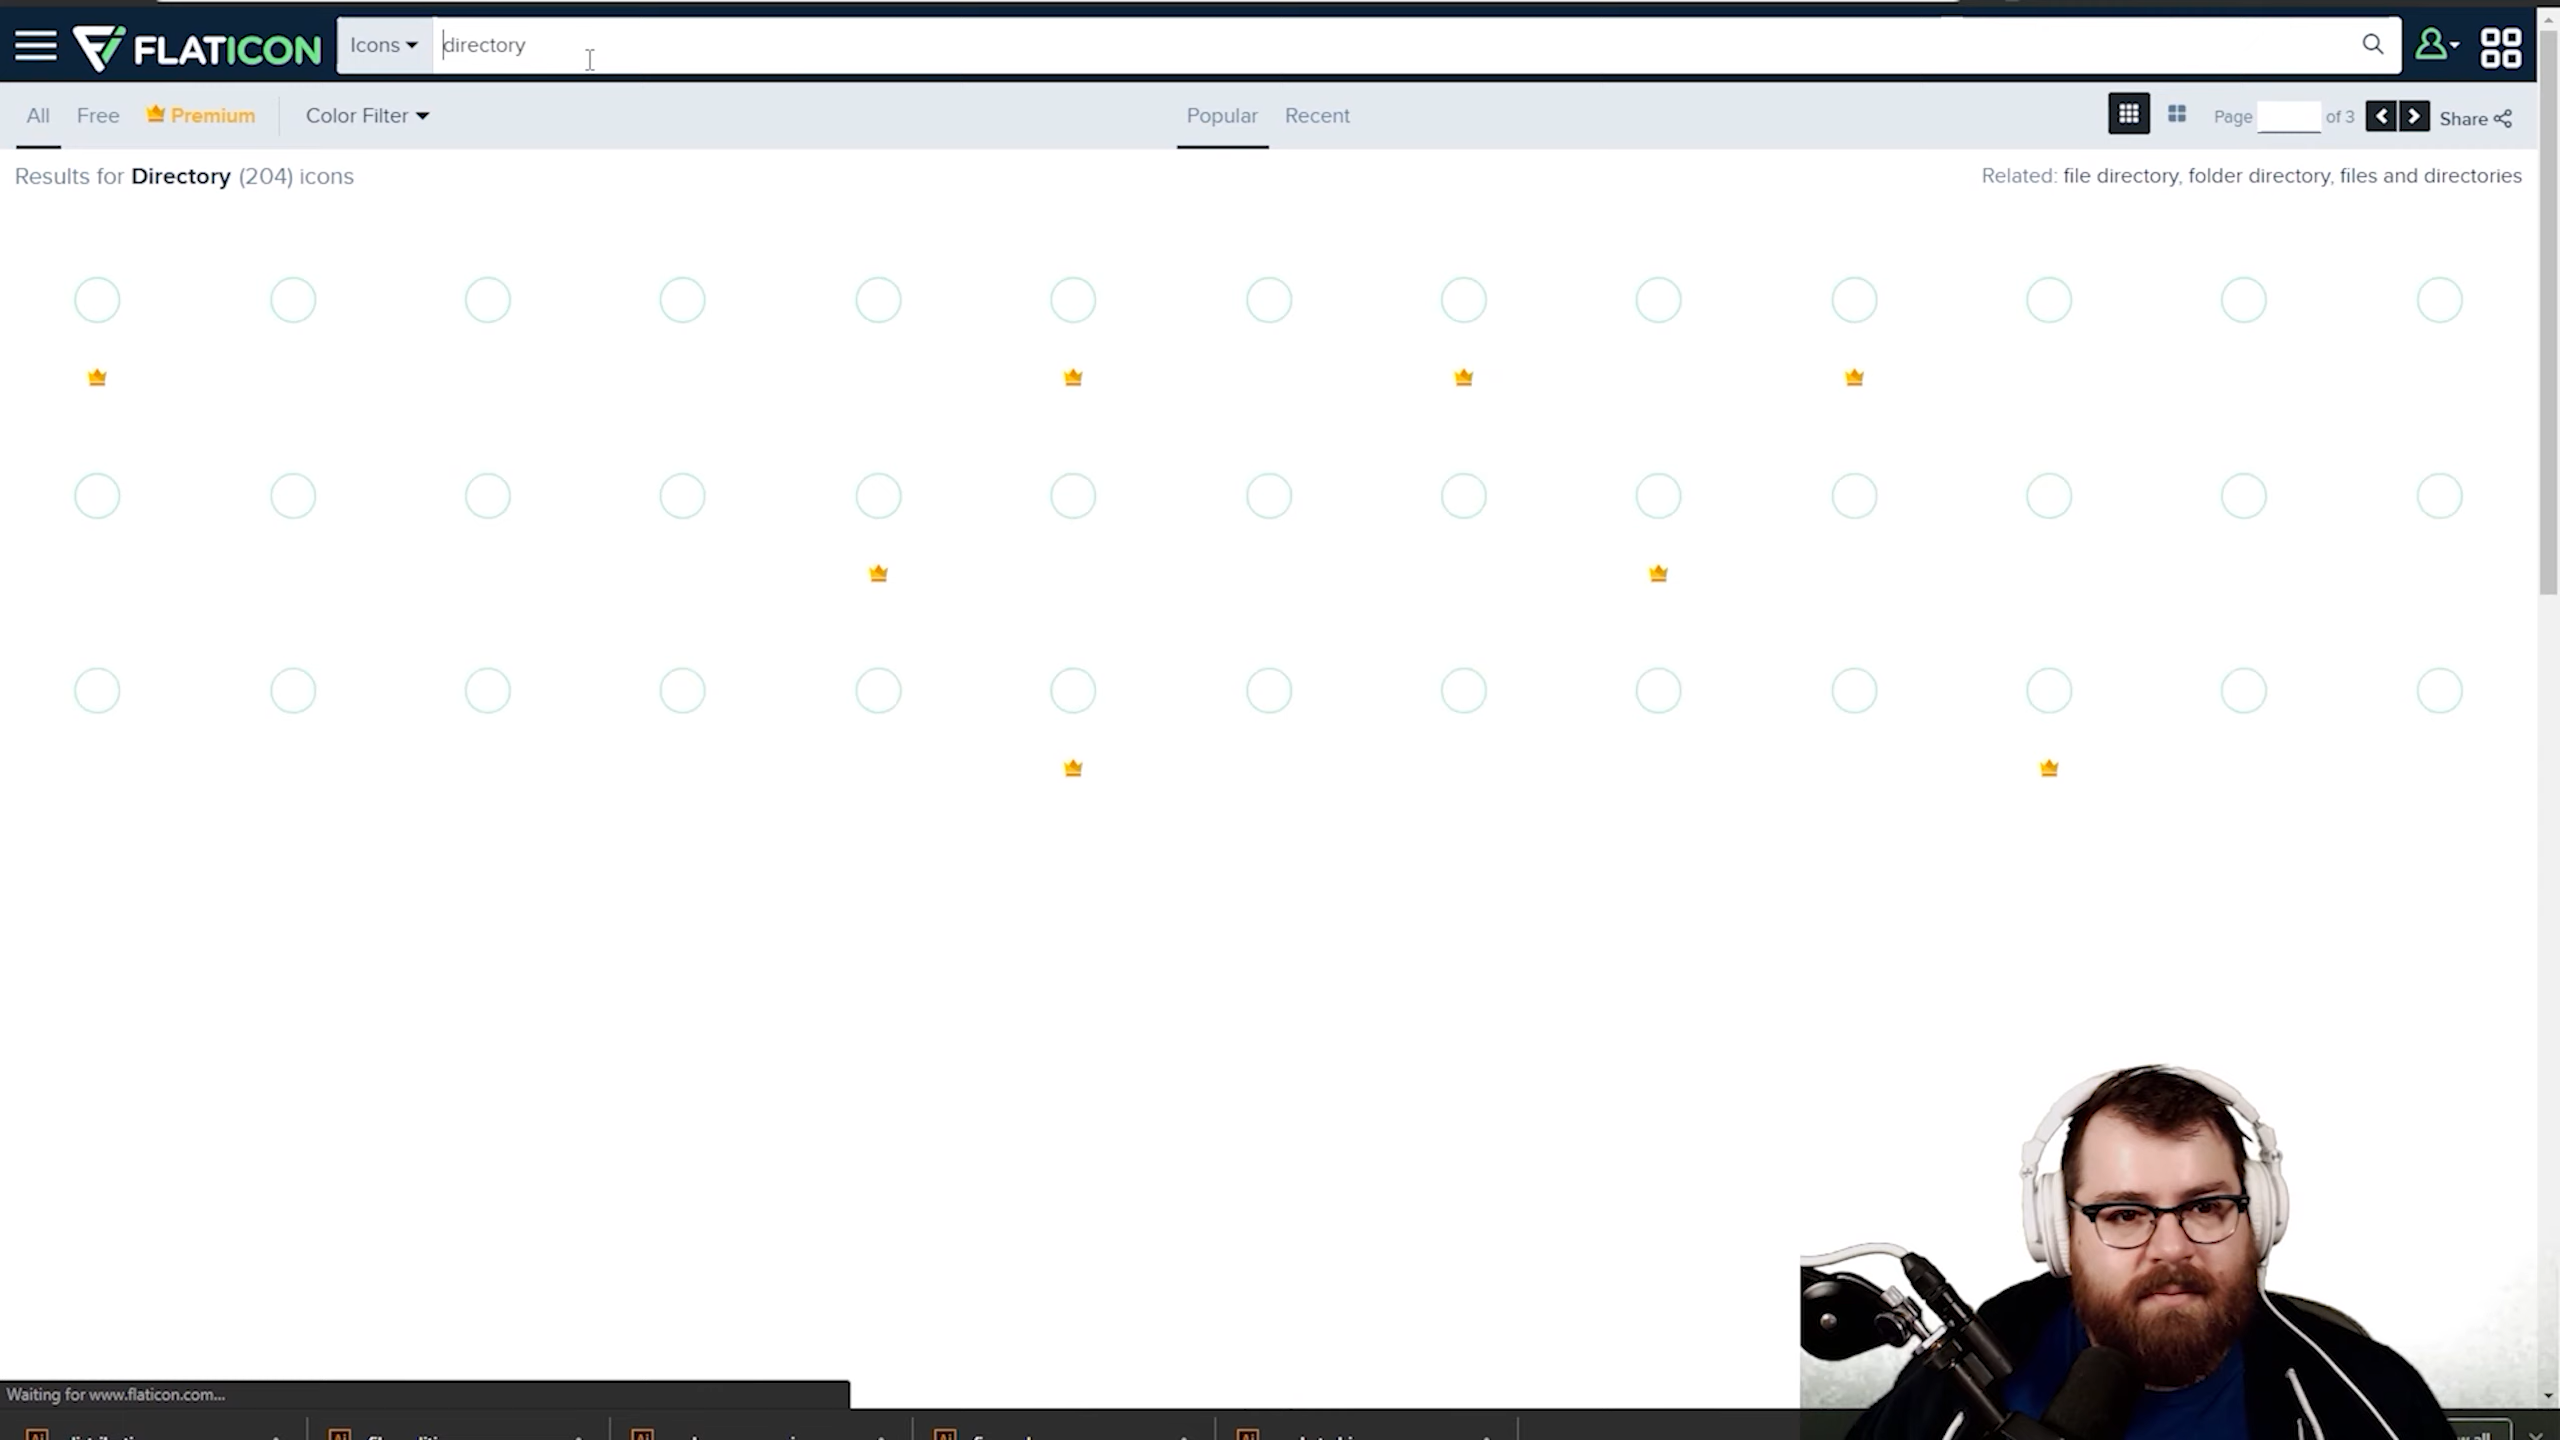 FLATICON
Icons
directory
All Free Premium Color Filter Popular Recent Page of 3 Share
Results for Directory (204) icons
Related: file directory, folder directory, files and directories
Waiting for www.flaticon.com...